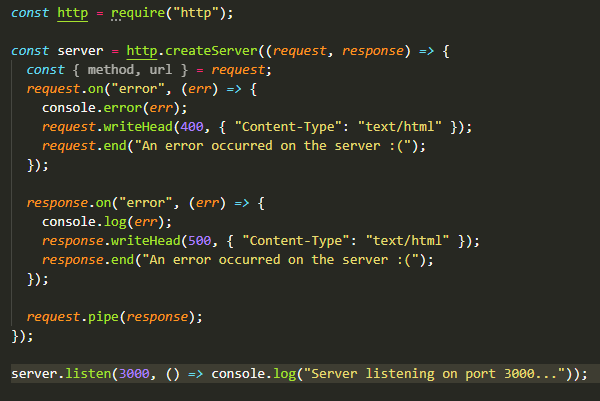 const http = require("http");
const server = http.createServer((request, response) => {
const { method, url } = request;
request.on("error", (err) => {
console.error(err);
request.writeHead(400, { "Content-Type": "text/html" });
request.end("An error occurred on the server :(");
});
response.on("error", (err) => {
console.log(err);
response.writeHead(500, { "Content-Type": "text/html" });
response.end("An error occurred on the server :(");
});
request.pipe(response);
});
server.listen(3000, () => console.log("Server listening on port 3000..."));